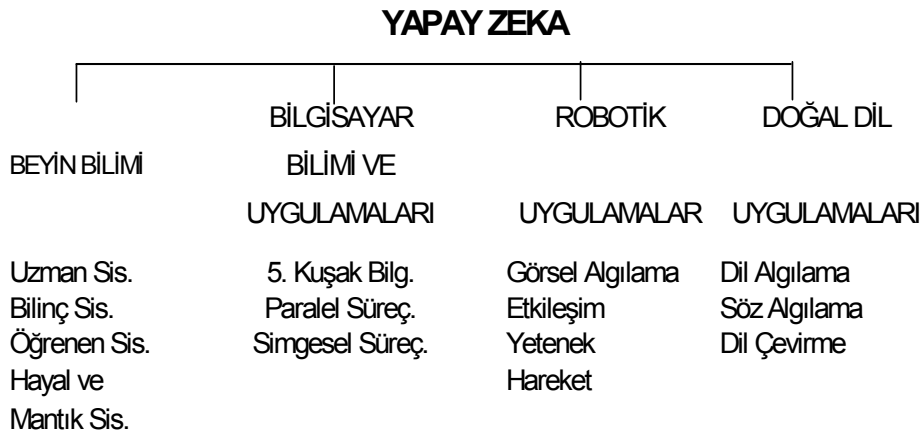 YAPAY ZEKA
BEYİN BİLİMİ
Uzman Sis.
Bilinç Sis.
Öğrenen Sis.
Hayal ve
Mantık Sis.
BİLGİSAYAR
BİLİMİ VE
UYGULAMALARI
5. Kuşak Bilg.
Paralel Süreç.
Simgesel Süreç.
ROBOTİK
UYGULAMALAR
Görsel Algılama
Etkileşim
Yetenek
Hareket
DOĞAL DİL
UYGULAMALARI
Dil Algılama
Söz Algılama
Dil Çevirme